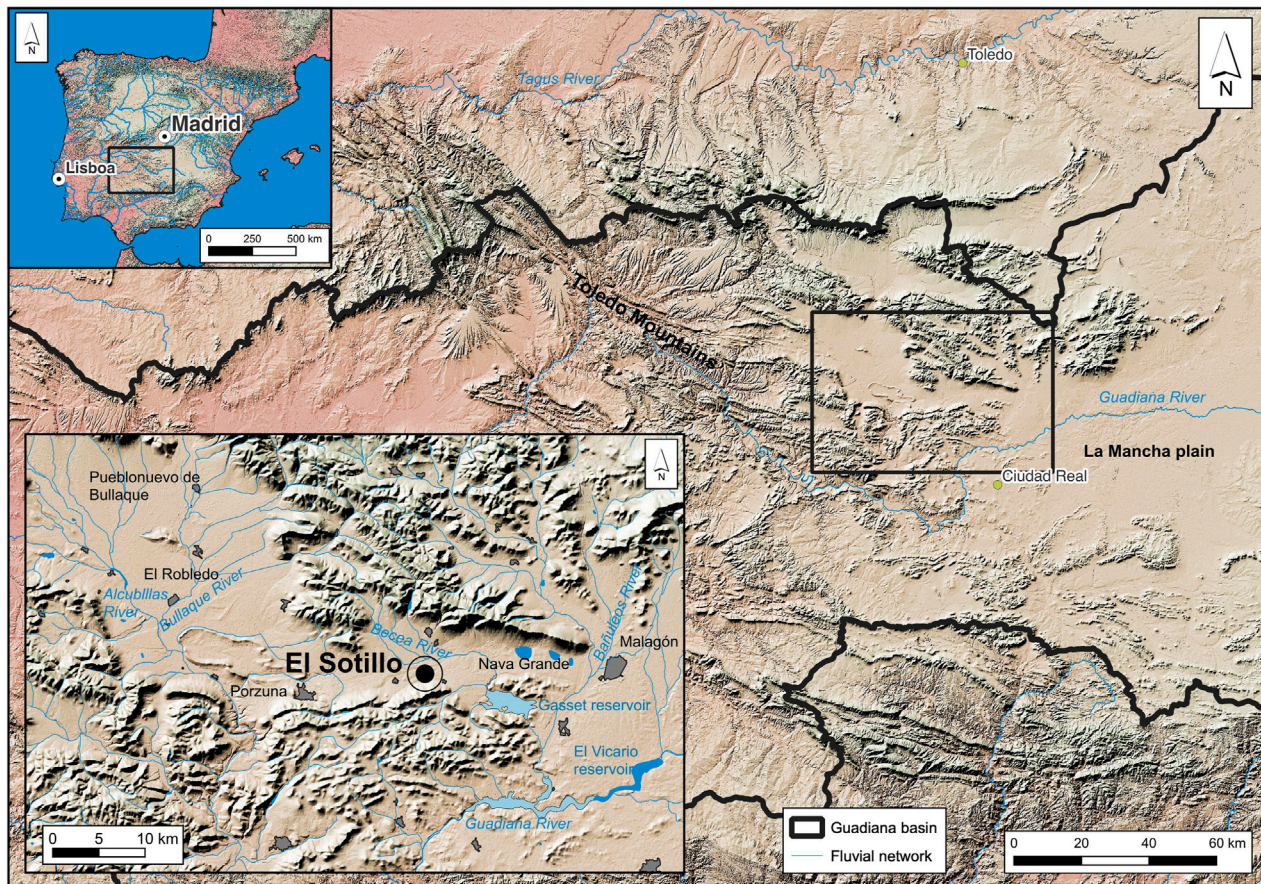 N
Madrid
Lisboa
0 250 500 km
Tagus River
Toledo
N
Toledo Mountains
Guadiana River
La Mancha plain
Ciudad Real
N
Pueblonuevo de
Bullaque
El Robledo
Alcubillas
River
Bullaque River
Becea River
Bañuelos River
Malagón
El Sotillo
Nava Grande
Porzuna
Gasset reservoir
El Vicario
reservoir
Guadiana River
0 5 10 km
Guadiana basin
Fluvial network
0 20 40 60 km